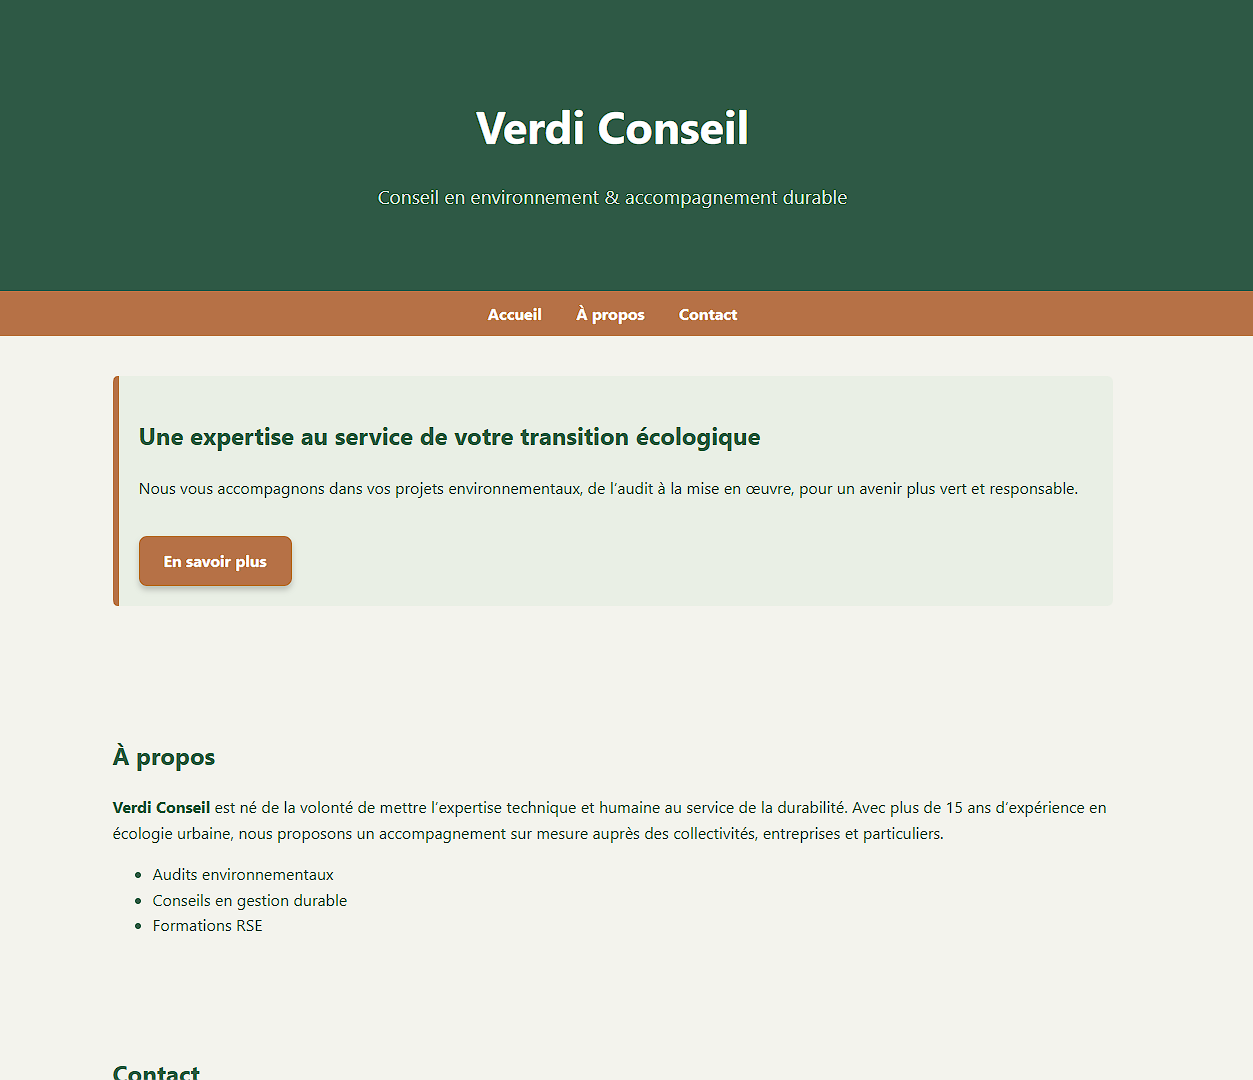 Verdi Conseil
Conseil en environnement & accompagnement durable
Accueil À propos Contact
Une expertise au service de votre transition écologique
Nous vous accompagnons dans vos projets environnementaux, de l’audit à la mise en œuvre, pour un avenir plus vert et responsable.
En savoir plus
À propos
Verdi Conseil est né de la volonté de mettre l’expertise technique et humaine au service de la durabilité. Avec plus de 15 ans d’expérience en
écologie urbaine, nous proposons un accompagnement sur mesure auprès des collectivités, entreprises et particuliers.
• Audits environnementaux
• Conseils en gestion durable
• Formations RSE
Contact